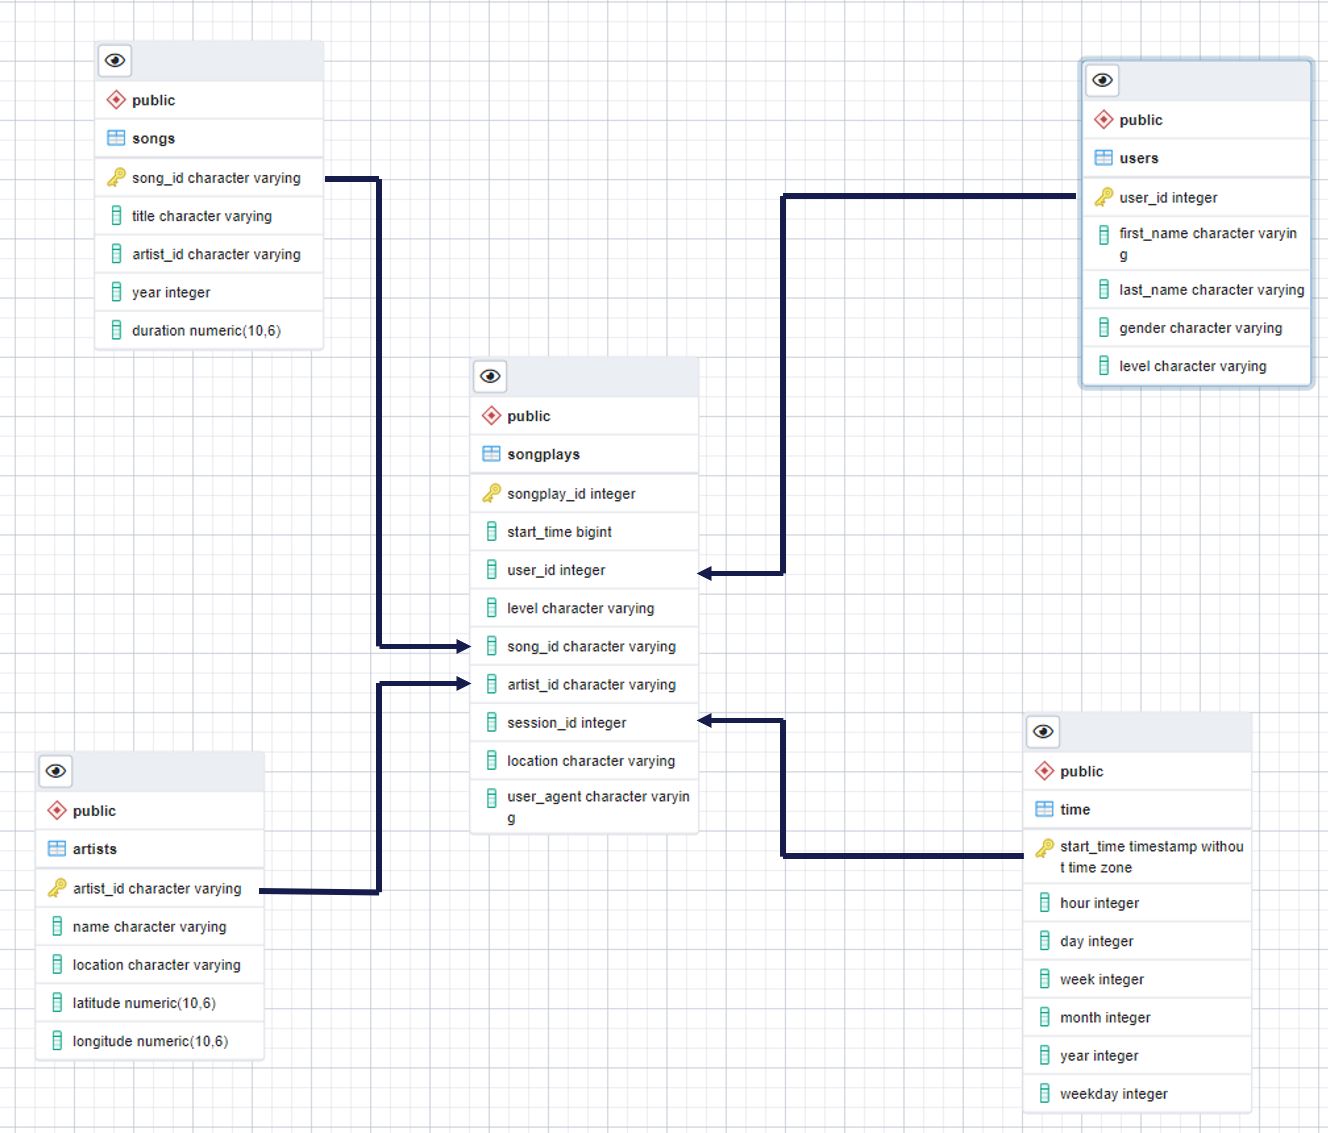 public
songs
song_id character varying
title character varying
artist_id character varying
year integer
duration numeric(10,6)
public
users
user_id integer
first_name character varyin
g
last_name character varying
gender character varying
level character varying
public
songplays
songplay_id integer
start_time bigint
user_id integer
level character varying
song_id character varying
artist_id character varying
session_id integer
location character varying
user_agent character varyin
g
public
artists
artist_id character varying
name character varying
location character varying
latitude numeric(10,6)
longitude numeric(10,6)
public
time
start_time timestamp withou
t time zone
hour integer
day integer
week integer
month integer
year integer
weekday integer